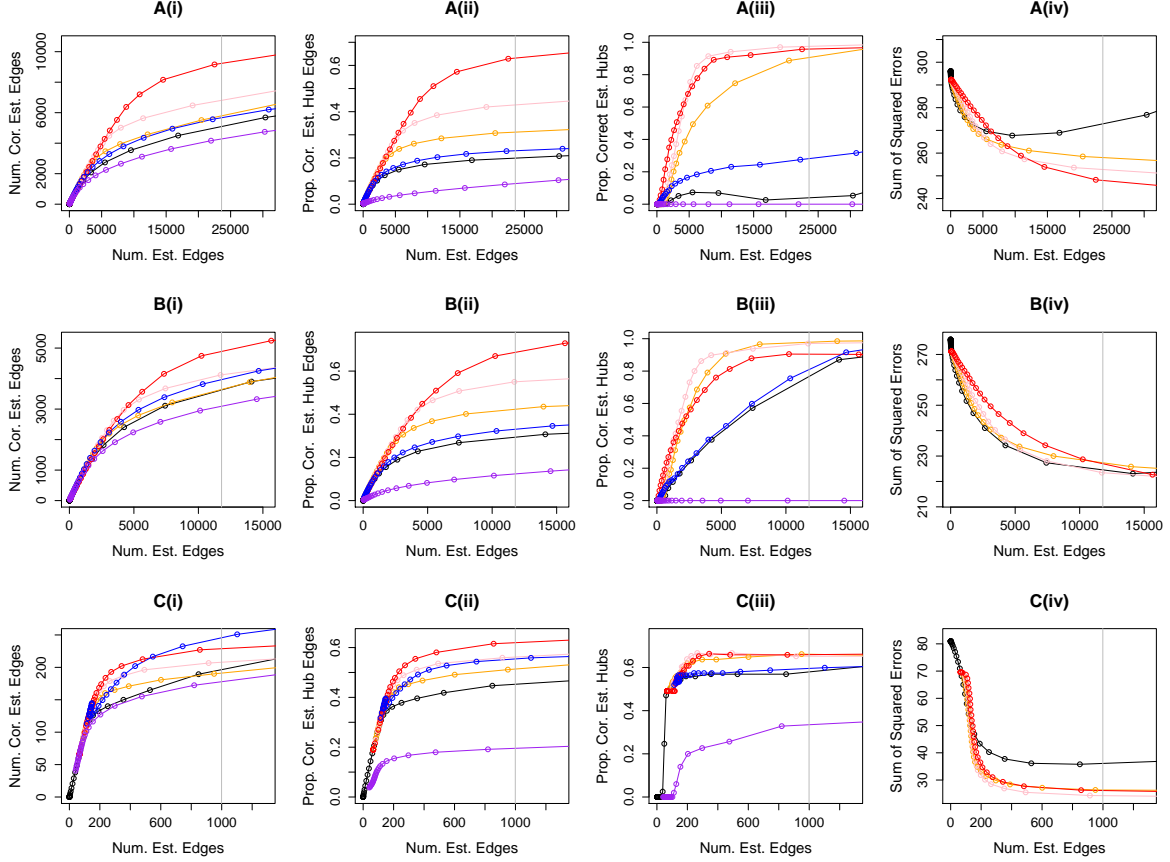 A(i)
Num. Cor. Est. Edges
0 2000 6000 10000
0 5000 15000 25000
Num. Est. Edges
A(ii)
Prop. Cor. Est. Hub Edges
0.0 0.2 0.4 0.6
0 5000 15000 25000
Num. Est. Edges
A(iii)
Prop. Correct Est. Hubs
0.0 0.2 0.4 0.6 0.8 1.0
0 5000 15000 25000
Num. Est. Edges
A(iv)
Sum of Squared Errors
240 260 280 300
0 5000 15000 25000
Num. Est. Edges
B(i)
Num. Cor. Est. Edges
0 1000 3000 5000
0 5000 10000 15000
Num. Est. Edges
B(ii)
Prop. Cor. Est. Hub Edges
0.0 0.2 0.4 0.6
0 5000 10000 15000
Num. Est. Edges
B(iii)
Prop. Cor. Est. Hubs
0.0 0.2 0.4 0.6 0.8 1.0
0 5000 10000 15000
Num. Est. Edges
B(iv)
Sum of Squared Errors
210 230 250 270
0 5000 10000 15000
Num. Est. Edges
C(i)
Num. Cor. Est. Edges
0 50 100 200
0 200 600 1000
Num. Est. Edges
C(ii)
Prop. Cor. Est. Hub Edges
0.0 0.2 0.4 0.6
0 200 600 1000
Num. Est. Edges
C(iii)
Prop. Cor. Est. Hubs
0.0 0.2 0.4 0.6 0.8
0 200 600 1000
Num. Est. Edges
C(iv)
Sum of Squared Errors
30 40 50 60 70 80
0 200 600 1000
Num. Est. Edges